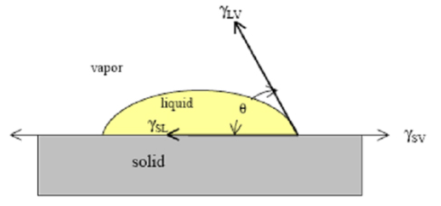 γLV
vapor
liquid
θ
γSL
γSV
solid